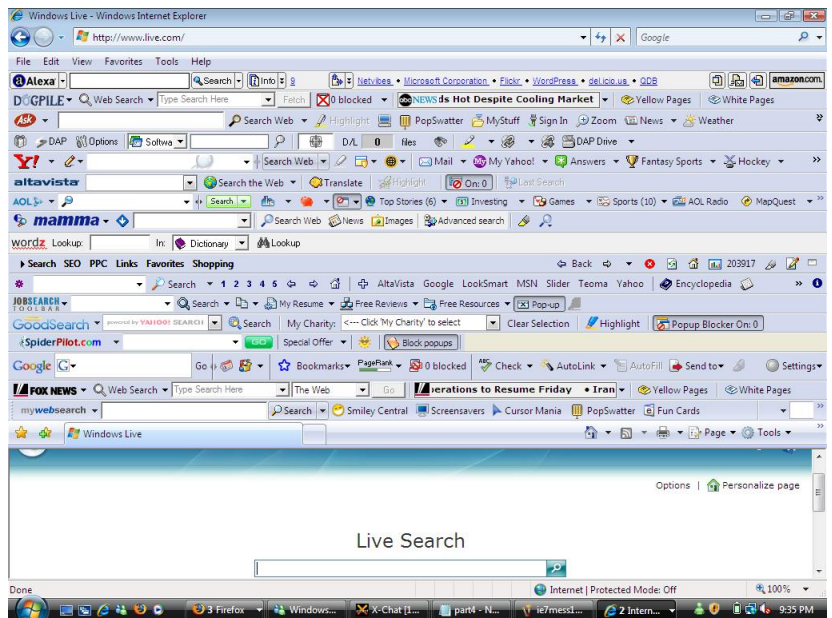 Windows Live - Windows Internet Explorer
http://www.live.com/ Google
File Edit View Favorites Tools Help
Alexa Search Info 9 Netvibes • Microsoft Corporation • Flickr • WordPress • del.icio.us • QDB amazon.com
DOGPILE Web Search Type Search Here Fetch 0 blocked abcNEWS ds Hot Despite Cooling Market Yellow Pages White Pages
Ask Search Web Highlight PopSwatter MyStuff Sign In Zoom News Weather
DAP Options Softwa D/L 0 files DAP Drive
Y! Search Web Mail My Yahoo! Answers Fantasy Sports Hockey
altavista Search the Web Translate Highlight On: 0 Last Search
AOL Search Top Stories (6) Investing Games Sports (10) AOL Radio MapQuest
mamma Search Web News Images Advanced search
wordz Lookup: In: Dictionary Lookup
Search SEO PPC Links Favorites Shopping Back 203917
Search 1 2 3 4 5 AltaVista Google LookSmart MSN Slider Teoma Yahoo Encyclopedia
JOBSEARCH TOOLBAR Search My Resume Free Reviews Free Resources Pop-up
GoodSearch powered by YAHOO! SEARCH Search My Charity: <--- Click 'My Charity' to select Clear Selection Highlight Popup Blocker On: 0
SpiderPilot.com GO Special Offer Block popups
Google G Go Bookmarks PageRank 0 blocked Check AutoLink AutoFill Send to Settings
FOX NEWS Web Search Type Search Here The Web Go erations to Resume Friday • Iran Yellow Pages White Pages
mywebsearch Search Smiley Central Screensavers Cursor Mania PopSwatter Fun Cards
Windows Live Page Tools
Options | Personalize page
Live Search
Done Internet | Protected Mode: Off 100%
3 Firefox Windows... X-Chat [1... part4 - N... ie7mess1... 2 Intern... 9:35 PM